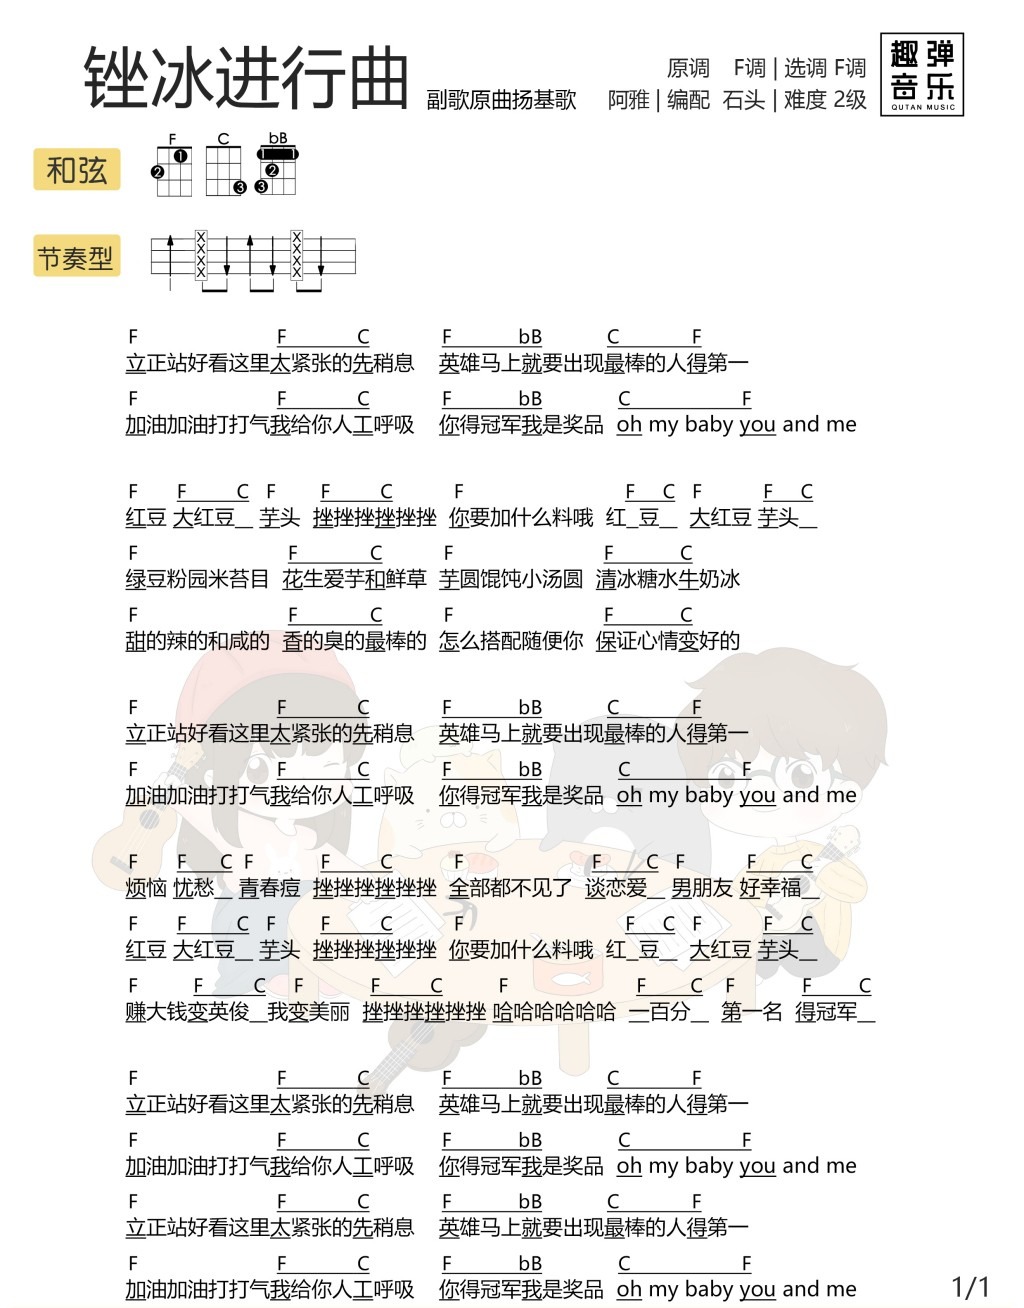 锉冰进行曲 副歌原曲扬基歌
原调 F调 | 选调 F调
阿雅 | 编配 石头 | 难度 2级
趣弹音乐
QUTAN MUSIC
和弦 F C bB
节奏型
F F C F bB C F
立正站好看这里太紧张的先稍息 英雄马上就要出现最棒的人得第一
F F C F bB C F
加油加油打打气我给你人工呼吸 你得冠军我是奖品 oh my baby you and me
F F C F F C F F C F F C
红豆 大红豆_ 芋头 挫挫挫挫挫挫 你要加什么料哦 红_豆_ 大红豆 芋头_
F F C F F C
绿豆粉园米苔目 花生爱芋和鲜草 芋圆馄饨小汤圆 清冰糖水牛奶冰
F F C F F C
甜的辣的和咸的 香的臭的最棒的 怎么搭配随便你 保证心情变好的
F F C F bB C F
立正站好看这里太紧张的先稍息 英雄马上就要出现最棒的人得第一
F F C F bB C F
加油加油打打气我给你人工呼吸 你得冠军我是奖品 oh my baby you and me
F F C F F C F F C F F C
烦恼 忧愁_ 青春痘 挫挫挫挫挫挫 全部都不见了 谈恋爱_ 男朋友 好幸福_
F F C F F C F F C F F C
红豆 大红豆_ 芋头 挫挫挫挫挫挫 你要加什么料哦 红_豆_ 大红豆 芋头_
F F C F F C F F C F F C
赚大钱变英俊_我变美丽 挫挫挫挫挫挫 哈哈哈哈哈哈 一百分_ 第一名 得冠军_
F F C F bB C F
立正站好看这里太紧张的先稍息 英雄马上就要出现最棒的人得第一
F F C F bB C F
加油加油打打气我给你人工呼吸 你得冠军我是奖品 oh my baby you and me
F F C F bB C F
立正站好看这里太紧张的先稍息 英雄马上就要出现最棒的人得第一
F F C F bB C F
加油加油打打气我给你人工呼吸 你得冠军我是奖品 oh my baby you and me
1/1